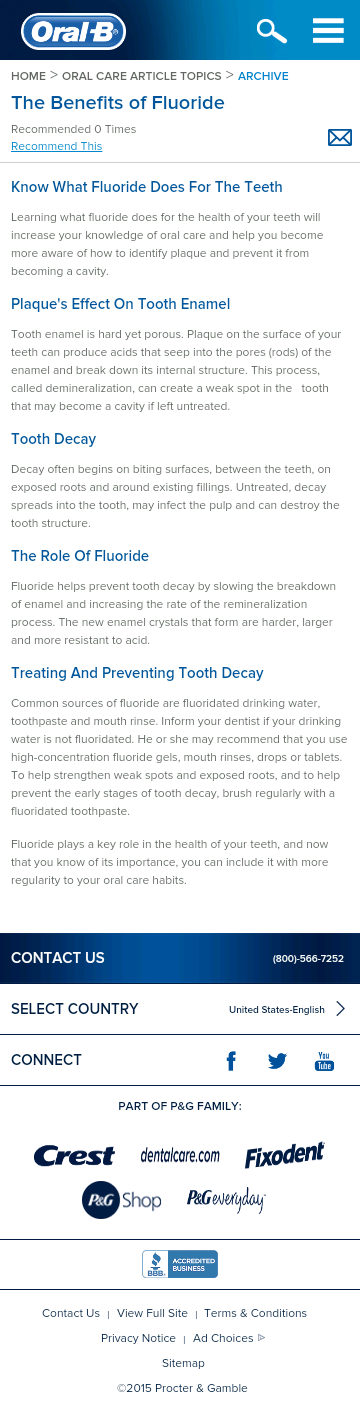 Oral-B®
HOME > ORAL CARE ARTICLE TOPICS > ARCHIVE
The Benefits of Fluoride
Recommended 0 Times
Recommend This
Know What Fluoride Does For The Teeth
Learning what fluoride does for the health of your teeth will
increase your knowledge of oral care and help you become
more aware of how to identify plaque and prevent it from
becoming a cavity.
Plaque's Effect On Tooth Enamel
Tooth enamel is hard yet porous. Plaque on the surface of your
teeth can produce acids that seep into the pores (rods) of the
enamel and break down its internal structure. This process,
called demineralization, can create a weak spot in the tooth
that may become a cavity if left untreated.
Tooth Decay
Decay often begins on biting surfaces, between the teeth, on
exposed roots and around existing fillings. Untreated, decay
spreads into the tooth, may infect the pulp and can destroy the
tooth structure.
The Role Of Fluoride
Fluoride helps prevent tooth decay by slowing the breakdown
of enamel and increasing the rate of the remineralization
process. The new enamel crystals that form are harder, larger
and more resistant to acid.
Treating And Preventing Tooth Decay
Common sources of fluoride are fluoridated drinking water,
toothpaste and mouth rinse. Inform your dentist if your drinking
water is not fluoridated. He or she may recommend that you use
high-concentration fluoride gels, mouth rinses, drops or tablets.
To help strengthen weak spots and exposed roots, and to help
prevent the early stages of tooth decay, brush regularly with a
fluoridated toothpaste.
Fluoride plays a key role in the health of your teeth, and now
that you know of its importance, you can include it with more
regularity to your oral care habits.
CONTACT US (800)-566-7252
SELECT COUNTRY United States-English
CONNECT You Tube
PART OF P&G FAMILY:
Crest dentalcare.com Fixodent
P&G Shop P&G everyday
BBB. ACCREDITED BUSINESS
Contact Us | View Full Site | Terms & Conditions
Privacy Notice | Ad Choices
Sitemap
©2015 Procter & Gamble